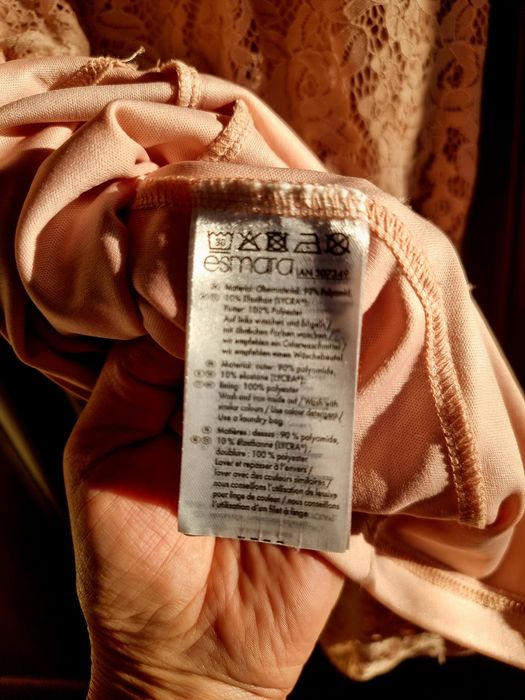 30
esmara IAN 307349
Material: Obermaterial: 90% Polyamid,
10% Elasthan (LYCRA®);
Futter: 100% Polyester
Auf links waschen und bügeln /
mit ähnlichen Farben waschen /
wir empfehlen ein Colorwaschmittel /
wir empfehlen einen Wäschebeutel.
Material: outer: 90% polyamide,
10% elastane (LYCRA®);
lining: 100% polyester
Wash and iron inside out / Wash with
similar colours / Use colour detergent /
Use a laundry bag.
Matières : dessus : 90 % polyamide,
10 % élasthanne (LYCRA®) ;
doublure : 100 % polyester
Laver et repasser à l'envers /
laver avec des couleurs similaires /
nous conseillons l'utilisation de lessive
pour linge de couleur / nous conseillons
l'utilisation d'un filet à linge.